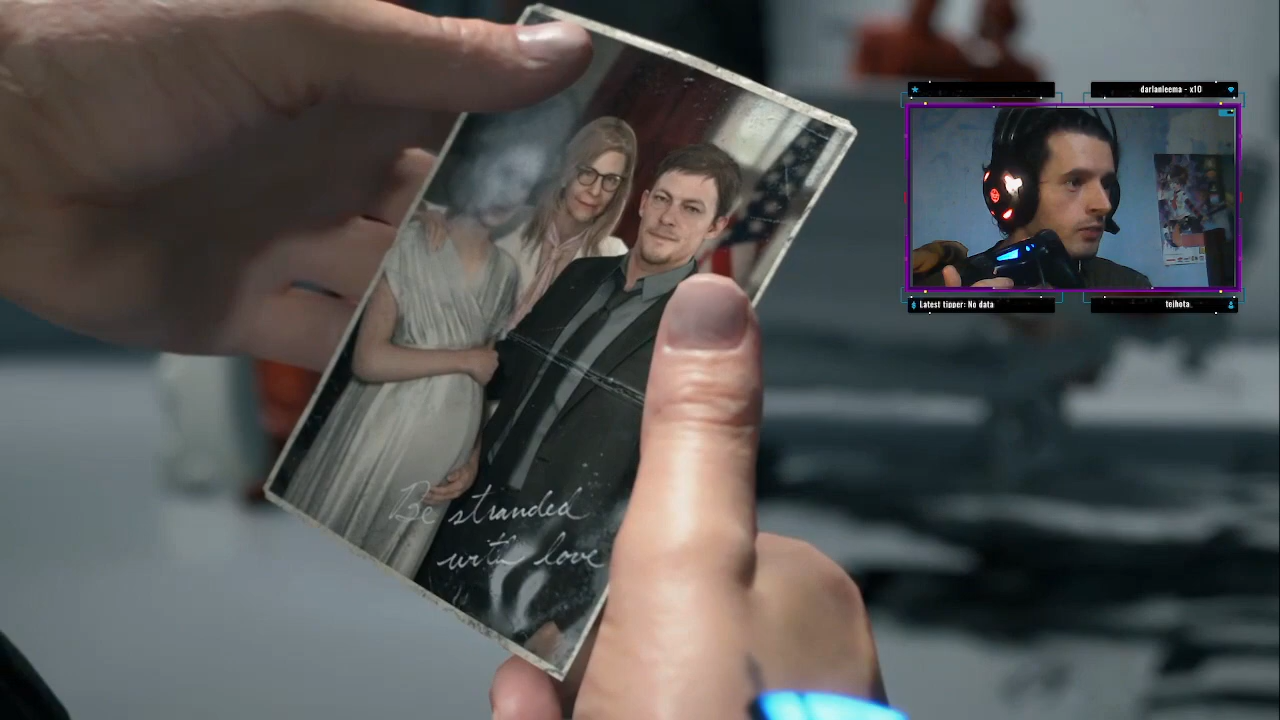 darlanleema - x10
Latest tipper: No data
teihota
Be stranded
with love